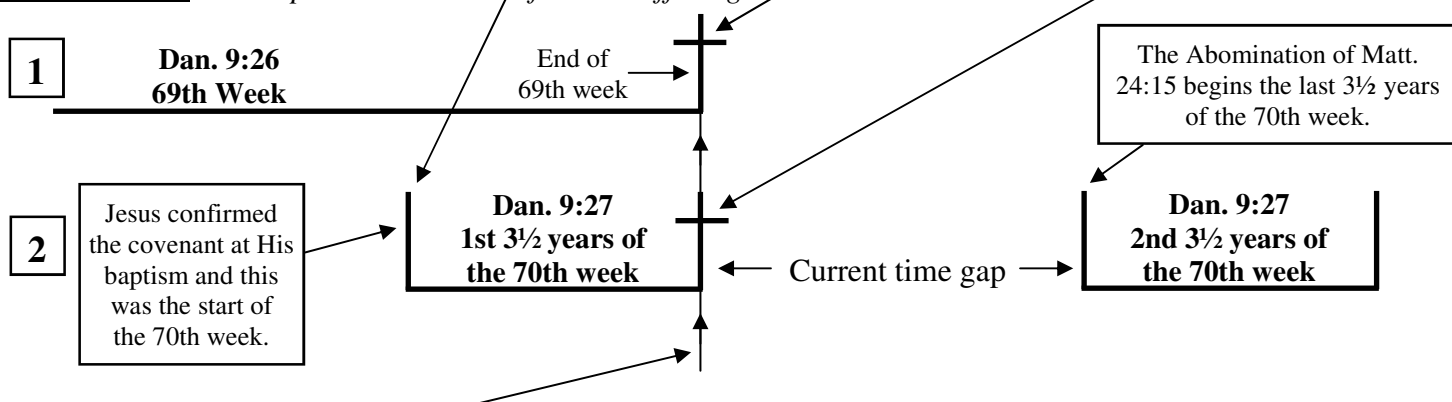 1
Dan. 9:26
69th Week
End of
69th week
The Abomination of Matt.
24:15 begins the last 3½ years
of the 70th week.
2
Jesus confirmed
the covenant at His
baptism and this
was the start of
the 70th week.
Dan. 9:27
1st 3½ years of
the 70th week
Current time gap
Dan. 9:27
2nd 3½ years of
the 70th week